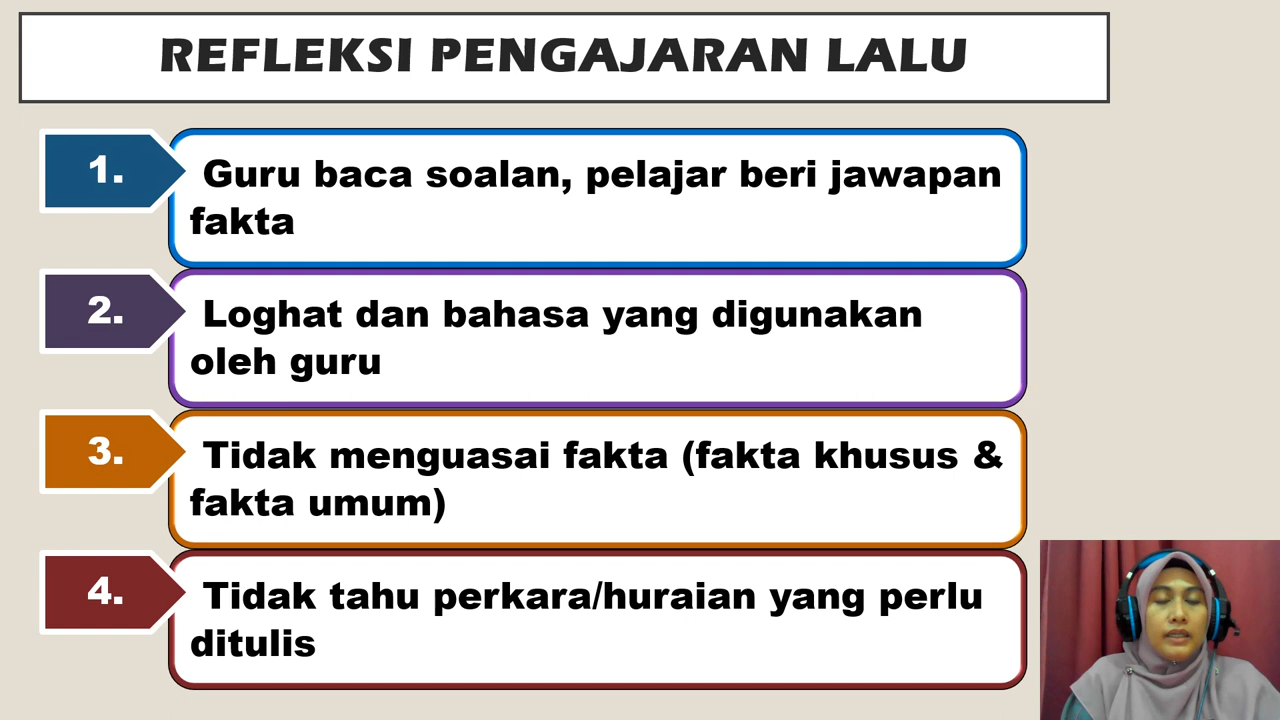 REFLEKSI PENGAJARAN LALU
1.
Guru baca soalan, pelajar beri jawapan
fakta
2.
Loghat dan bahasa yang digunakan
oleh guru
3.
Tidak menguasai fakta (fakta khusus &
fakta umum)
4.
Tidak tahu perkara/huraian yang perlu
ditulis